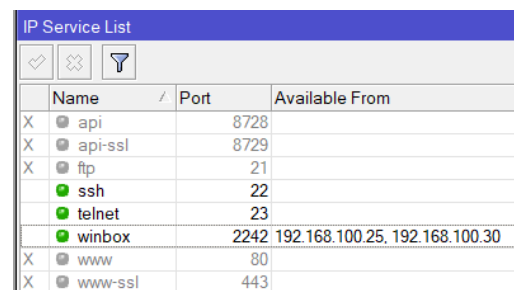 IP Service List
Name Port Available From
X api 8728
X api-ssl 8729
X ftp 21
ssh 22
telnet 23
winbox 2242 192.168.100.25, 192.168.100.30
X www 80
X www-ssl 443